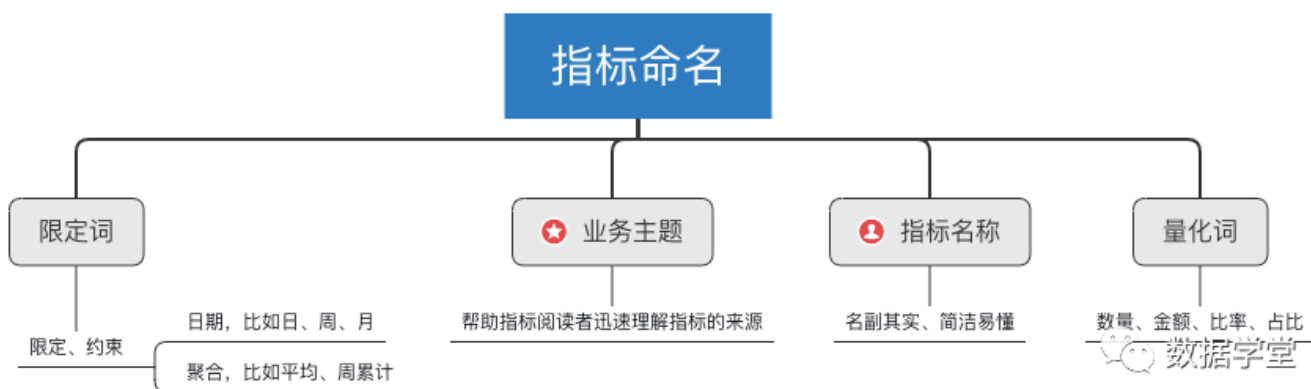 指标命名
限定词
业务主题
指标名称
量化词
限定、约束
日期，比如日、周、月
聚合，比如平均、周累计
帮助指标阅读者迅速理解指标的来源
名副其实、简洁易懂
数量、金额、比率、占比
数据学堂